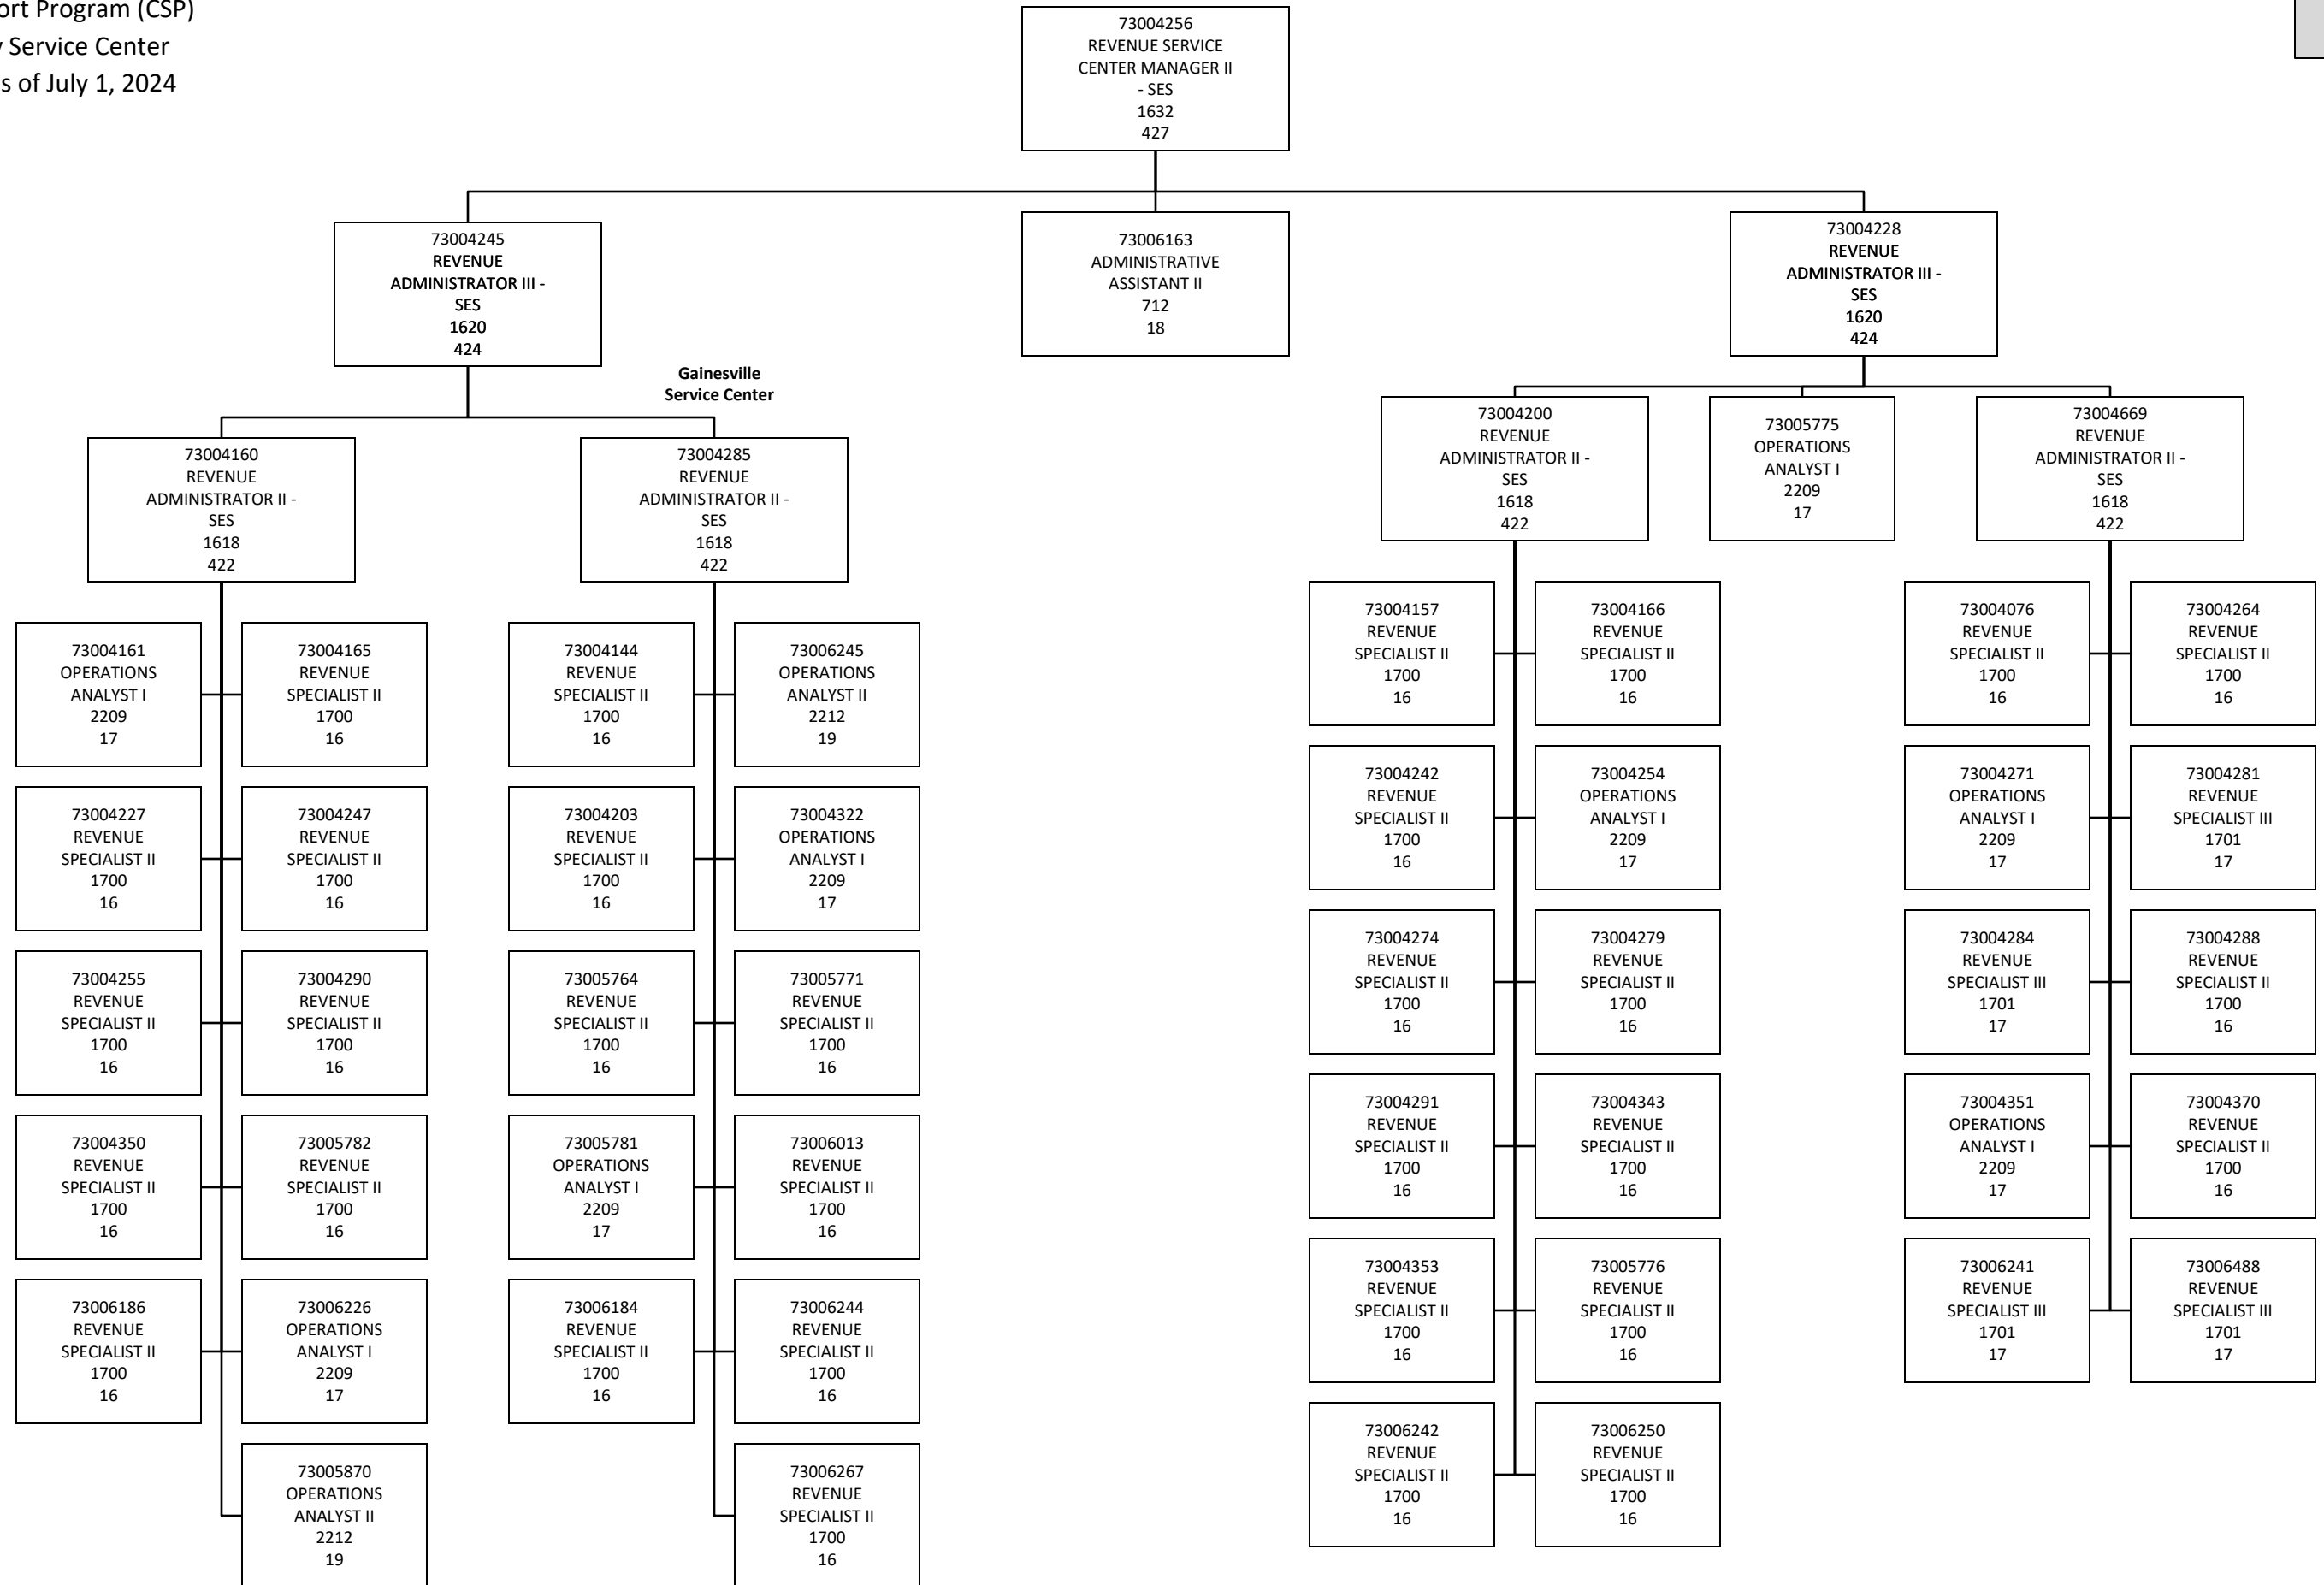 ort Program (CSP)
Service Center
s of July 1, 2024
73004256
REVENUE SERVICE
CENTER MANAGER II
- SES
1632
427
73004245
REVENUE
ADMINISTRATOR III -
SES
1620
424
73006163
ADMINISTRATIVE
ASSISTANT II
712
18
73004228
REVENUE
ADMINISTRATOR III -
SES
1620
424
Gainesville
Service Center
73004160
REVENUE
ADMINISTRATOR II -
SES
1618
422
73004285
REVENUE
ADMINISTRATOR II -
SES
1618
422
73004200
REVENUE
ADMINISTRATOR II -
SES
1618
422
73005775
OPERATIONS
ANALYST I
2209
17
73004669
REVENUE
ADMINISTRATOR II -
SES
1618
422
73004161
OPERATIONS
ANALYST I
2209
17
73004165
REVENUE
SPECIALIST II
1700
16
73004227
REVENUE
SPECIALIST II
1700
16
73004247
REVENUE
SPECIALIST II
1700
16
73004255
REVENUE
SPECIALIST II
1700
16
73004290
REVENUE
SPECIALIST II
1700
16
73004350
REVENUE
SPECIALIST II
1700
16
73005782
REVENUE
SPECIALIST II
1700
16
73006186
REVENUE
SPECIALIST II
1700
16
73006226
OPERATIONS
ANALYST I
2209
17
73005870
OPERATIONS
ANALYST II
2212
19
73004144
REVENUE
SPECIALIST II
1700
16
73006245
OPERATIONS
ANALYST II
2212
19
73004203
REVENUE
SPECIALIST II
1700
16
73004322
OPERATIONS
ANALYST I
2209
17
73005764
REVENUE
SPECIALIST II
1700
16
73005771
REVENUE
SPECIALIST II
1700
16
73005781
OPERATIONS
ANALYST I
2209
17
73006013
REVENUE
SPECIALIST II
1700
16
73006184
REVENUE
SPECIALIST II
1700
16
73006244
REVENUE
SPECIALIST II
1700
16
73006267
REVENUE
SPECIALIST II
1700
16
73004157
REVENUE
SPECIALIST II
1700
16
73004166
REVENUE
SPECIALIST II
1700
16
73004242
REVENUE
SPECIALIST II
1700
16
73004254
OPERATIONS
ANALYST I
2209
17
73004274
REVENUE
SPECIALIST II
1700
16
73004279
REVENUE
SPECIALIST II
1700
16
73004291
REVENUE
SPECIALIST II
1700
16
73004343
REVENUE
SPECIALIST II
1700
16
73004353
REVENUE
SPECIALIST II
1700
16
73005776
REVENUE
SPECIALIST II
1700
16
73006242
REVENUE
SPECIALIST II
1700
16
73006250
REVENUE
SPECIALIST II
1700
16
73004076
REVENUE
SPECIALIST II
1700
16
73004264
REVENUE
SPECIALIST II
1700
16
73004271
OPERATIONS
ANALYST I
2209
17
73004281
REVENUE
SPECIALIST III
1701
17
73004284
REVENUE
SPECIALIST III
1701
17
73004288
REVENUE
SPECIALIST II
1700
16
73004351
OPERATIONS
ANALYST I
2209
17
73004370
REVENUE
SPECIALIST II
1700
16
73006241
REVENUE
SPECIALIST III
1701
17
73006488
REVENUE
SPECIALIST III
1701
17